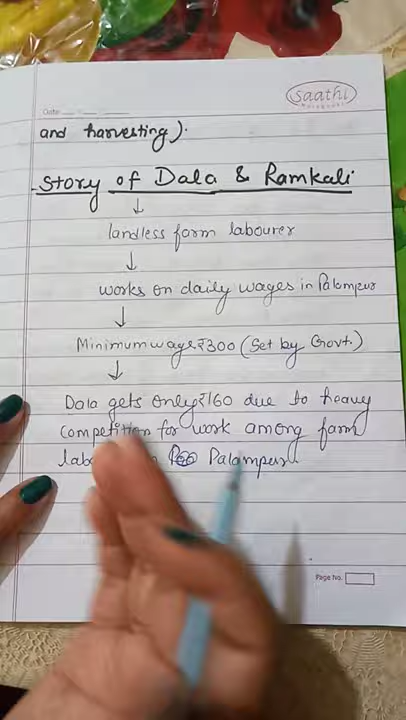 saathi
Date
and harvesting).
Story of Dala & Ramkali
landless farm labourer
works on daily wages in Palampur
Minimum wage ₹300 (Set by Govt.)
Dala gets only ₹160 due to heavy
competition for work among farm
Palampur.
Page No.